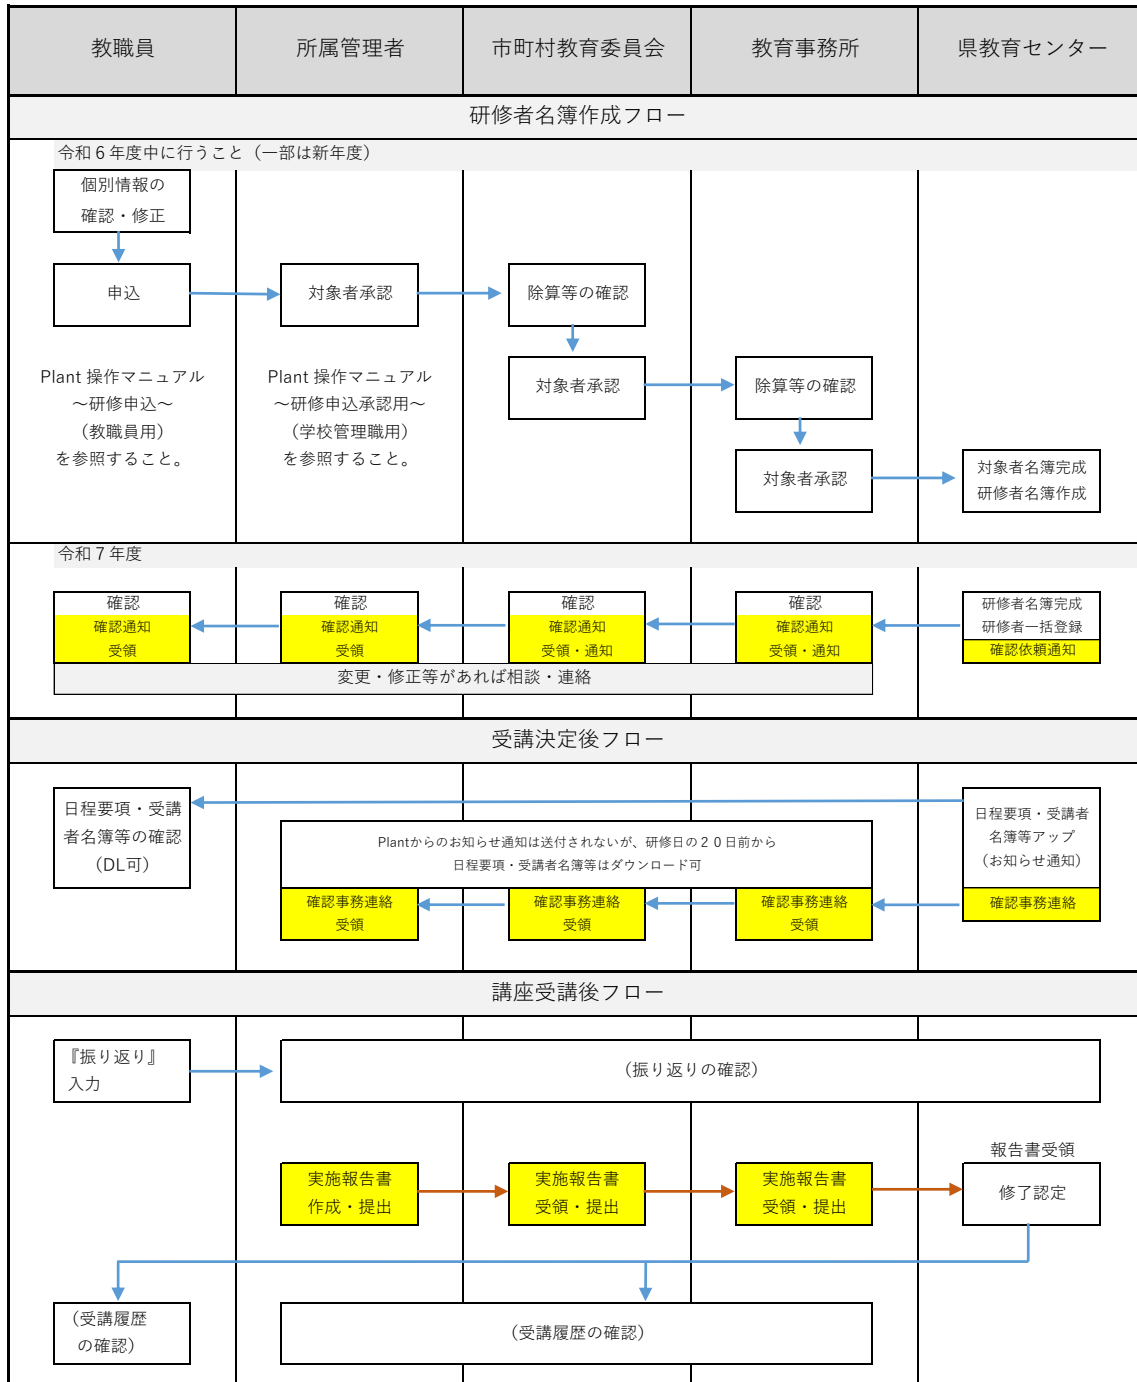 教職員
所属管理者
市町村教育委員会
教育事務所
県教育センター
研修者名簿作成フロー
令和６年度中に行うこと（一部は新年度）
個別情報の
確認・修正
申込
対象者承認
除算等の確認
対象者承認
除算等の確認
対象者承認
対象者名簿完成
研修者名簿作成
Plant 操作マニュアル
～研修申込～
（教職員用）
を参照すること。
Plant 操作マニュアル
～研修申込承認用～
（学校管理職用）
を参照すること。
令和７年度
確認
確認通知
受領
確認
確認通知
受領
確認
確認通知
受領・通知
確認
確認通知
受領・通知
研修者名簿完成
研修者一括登録
確認依頼通知
変更・修正等があれば相談・連絡
受講決定後フロー
日程要項・受講
者名簿等の確認
（DL可）
Plantからのお知らせ通知は送付されないが、研修日の２０日前から
日程要項・受講者名簿等はダウンロード可
日程要項・受講者
名簿等アップ
（お知らせ通知）
確認事務連絡
受領
確認事務連絡
受領
確認事務連絡
受領
確認事務連絡
講座受講後フロー
『振り返り』
入力
（振り返りの確認）
実施報告書
作成・提出
実施報告書
受領・提出
実施報告書
受領・提出
報告書受領
修了認定
（受講履歴
の確認）
（受講履歴の確認）